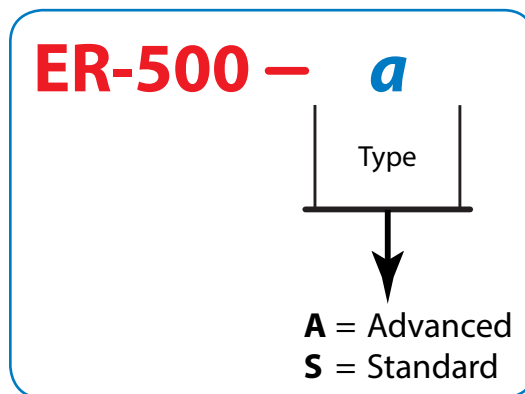 ER-500 – a
Type
A = Advanced
S = Standard